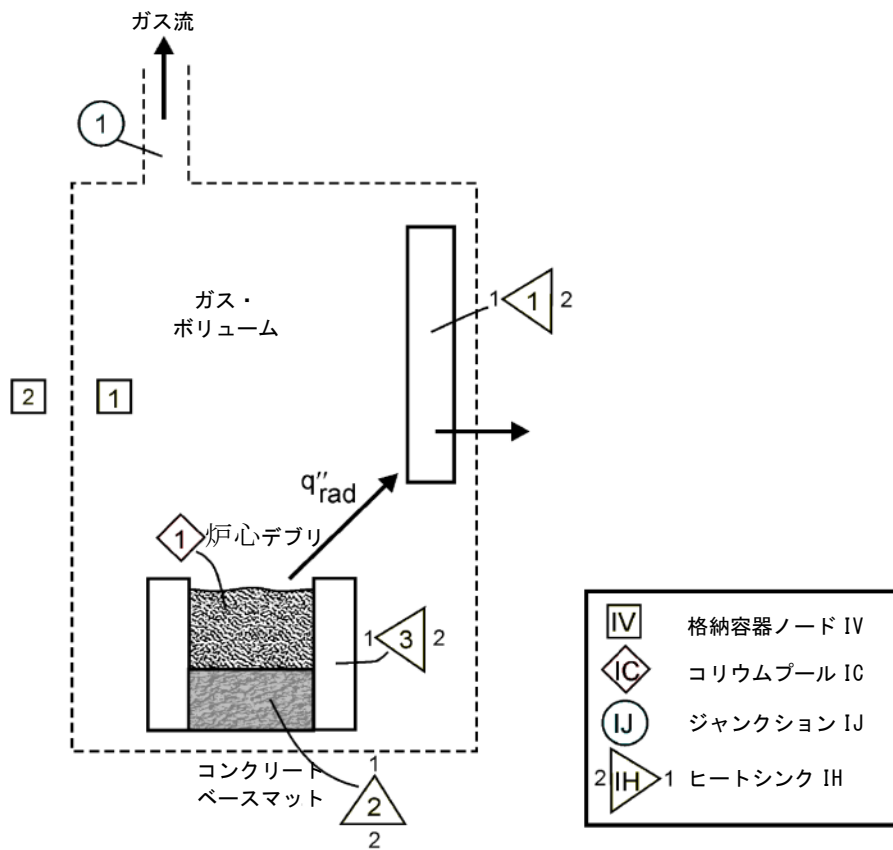 ガス流
1
ガス・
ボリューム
1 1 2
2
1
q″rad
1 炉心デブリ
1 3 2
コンクリート
ベースマット
1
2
2
IV 格納容器ノード IV
IC コリウムプール IC
IJ ジャンクション IJ
2 IH 1 ヒートシンク IH